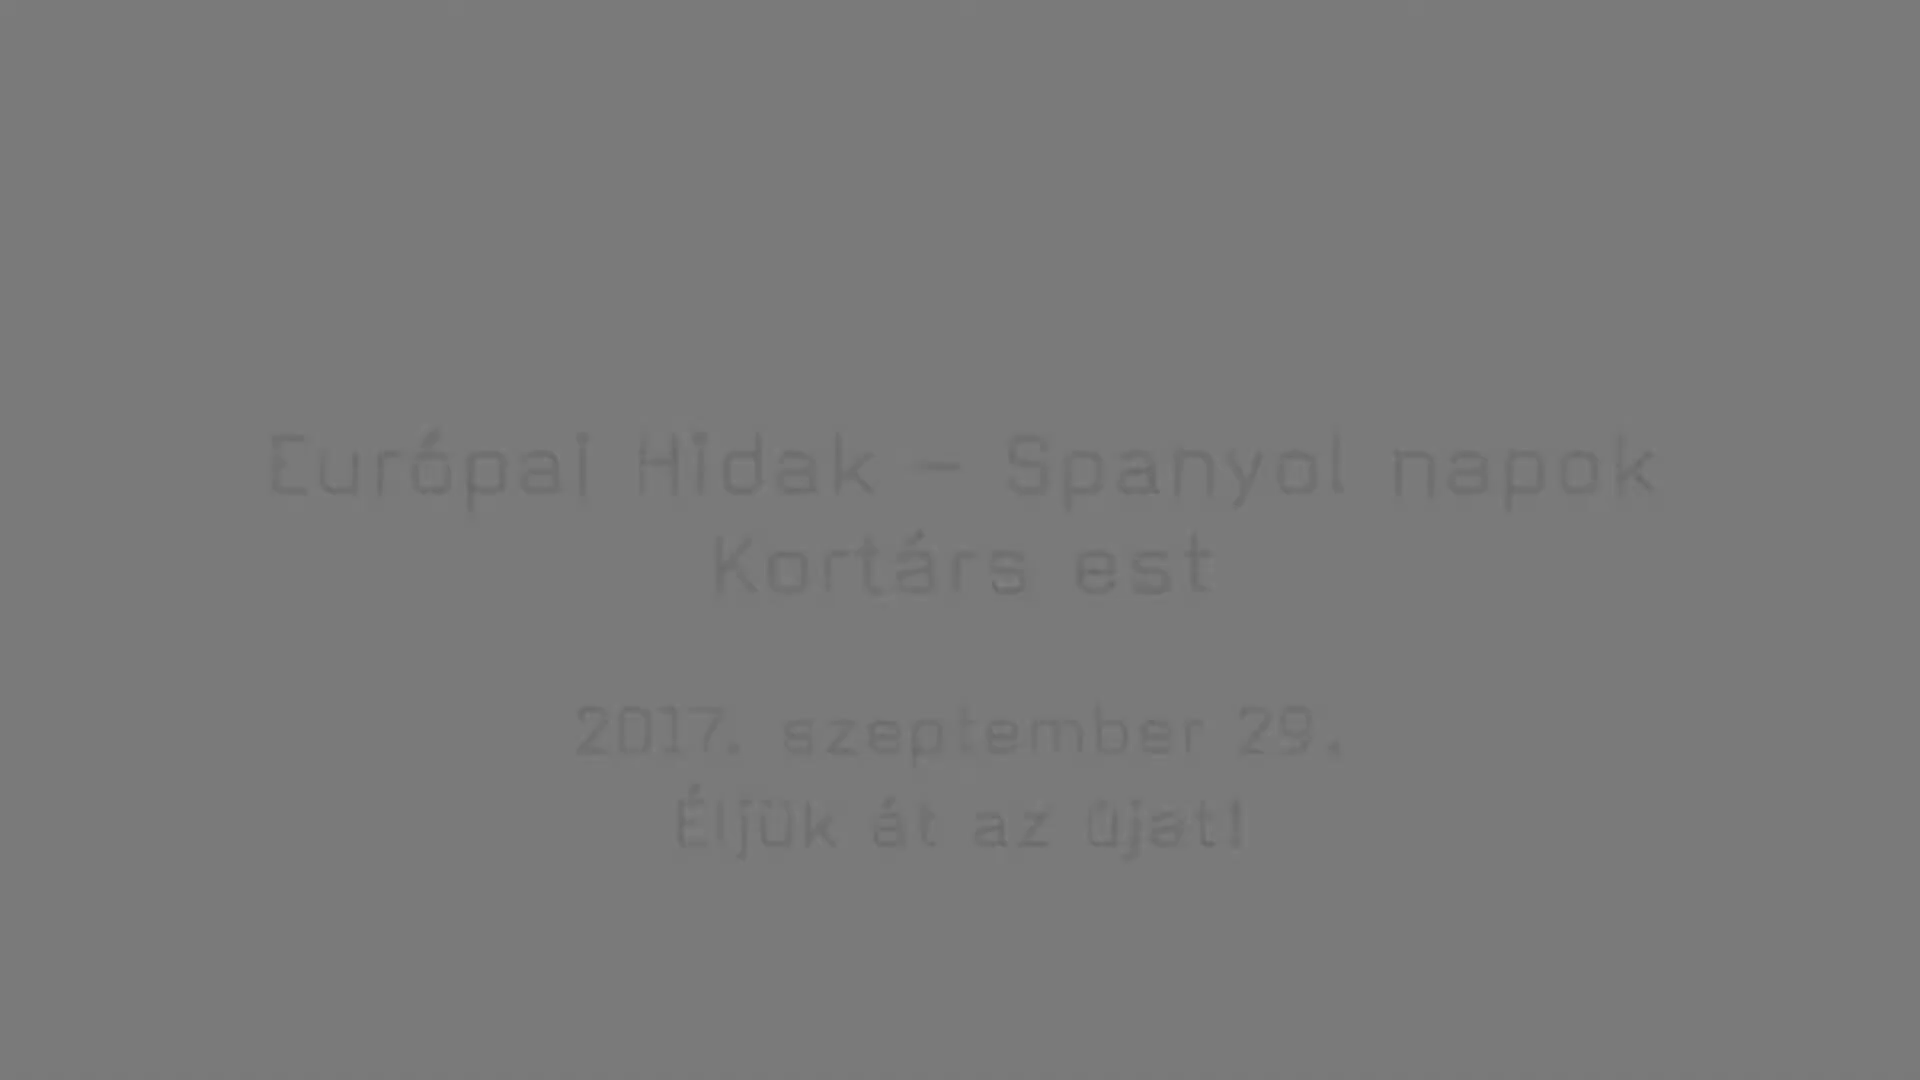 Európai Hidak – Spanyol napok
Kortárs est
2017. szeptember 29.
Éljük át az újat!